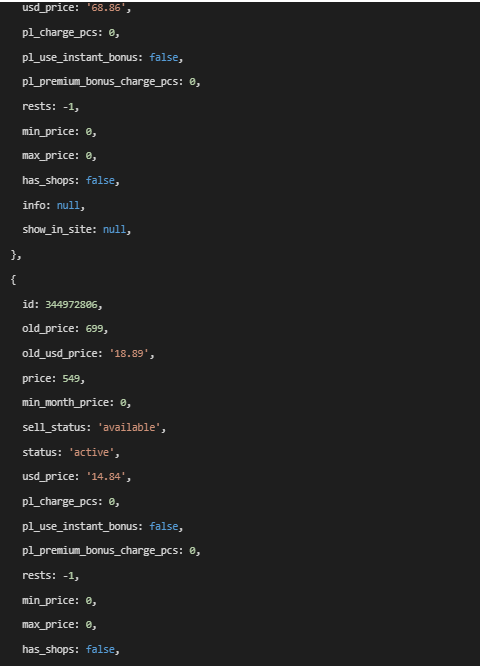 usd_price: '68.86',
pl_charge_pcs: 0,
pl_use_instant_bonus: false,
pl_premium_bonus_charge_pcs: 0,
rests: -1,
min_price: 0,
max_price: 0,
has_shops: false,
info: null,
show_in_site: null,
},
{
id: 344972806,
old_price: 699,
old_usd_price: '18.89',
price: 549,
min_month_price: 0,
sell_status: 'available',
status: 'active',
usd_price: '14.84',
pl_charge_pcs: 0,
pl_use_instant_bonus: false,
pl_premium_bonus_charge_pcs: 0,
rests: -1,
min_price: 0,
max_price: 0,
has_shops: false,